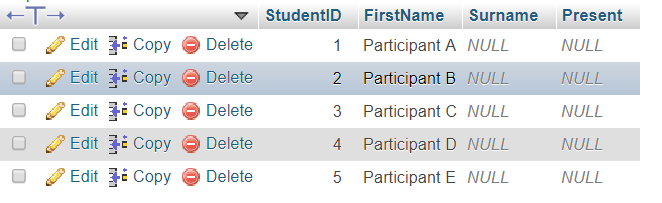 StudentID FirstName Surname Present
Edit Copy Delete 1 Participant A NULL NULL
Edit Copy Delete 2 Participant B NULL NULL
Edit Copy Delete 3 Participant C NULL NULL
Edit Copy Delete 4 Participant D NULL NULL
Edit Copy Delete 5 Participant E NULL NULL